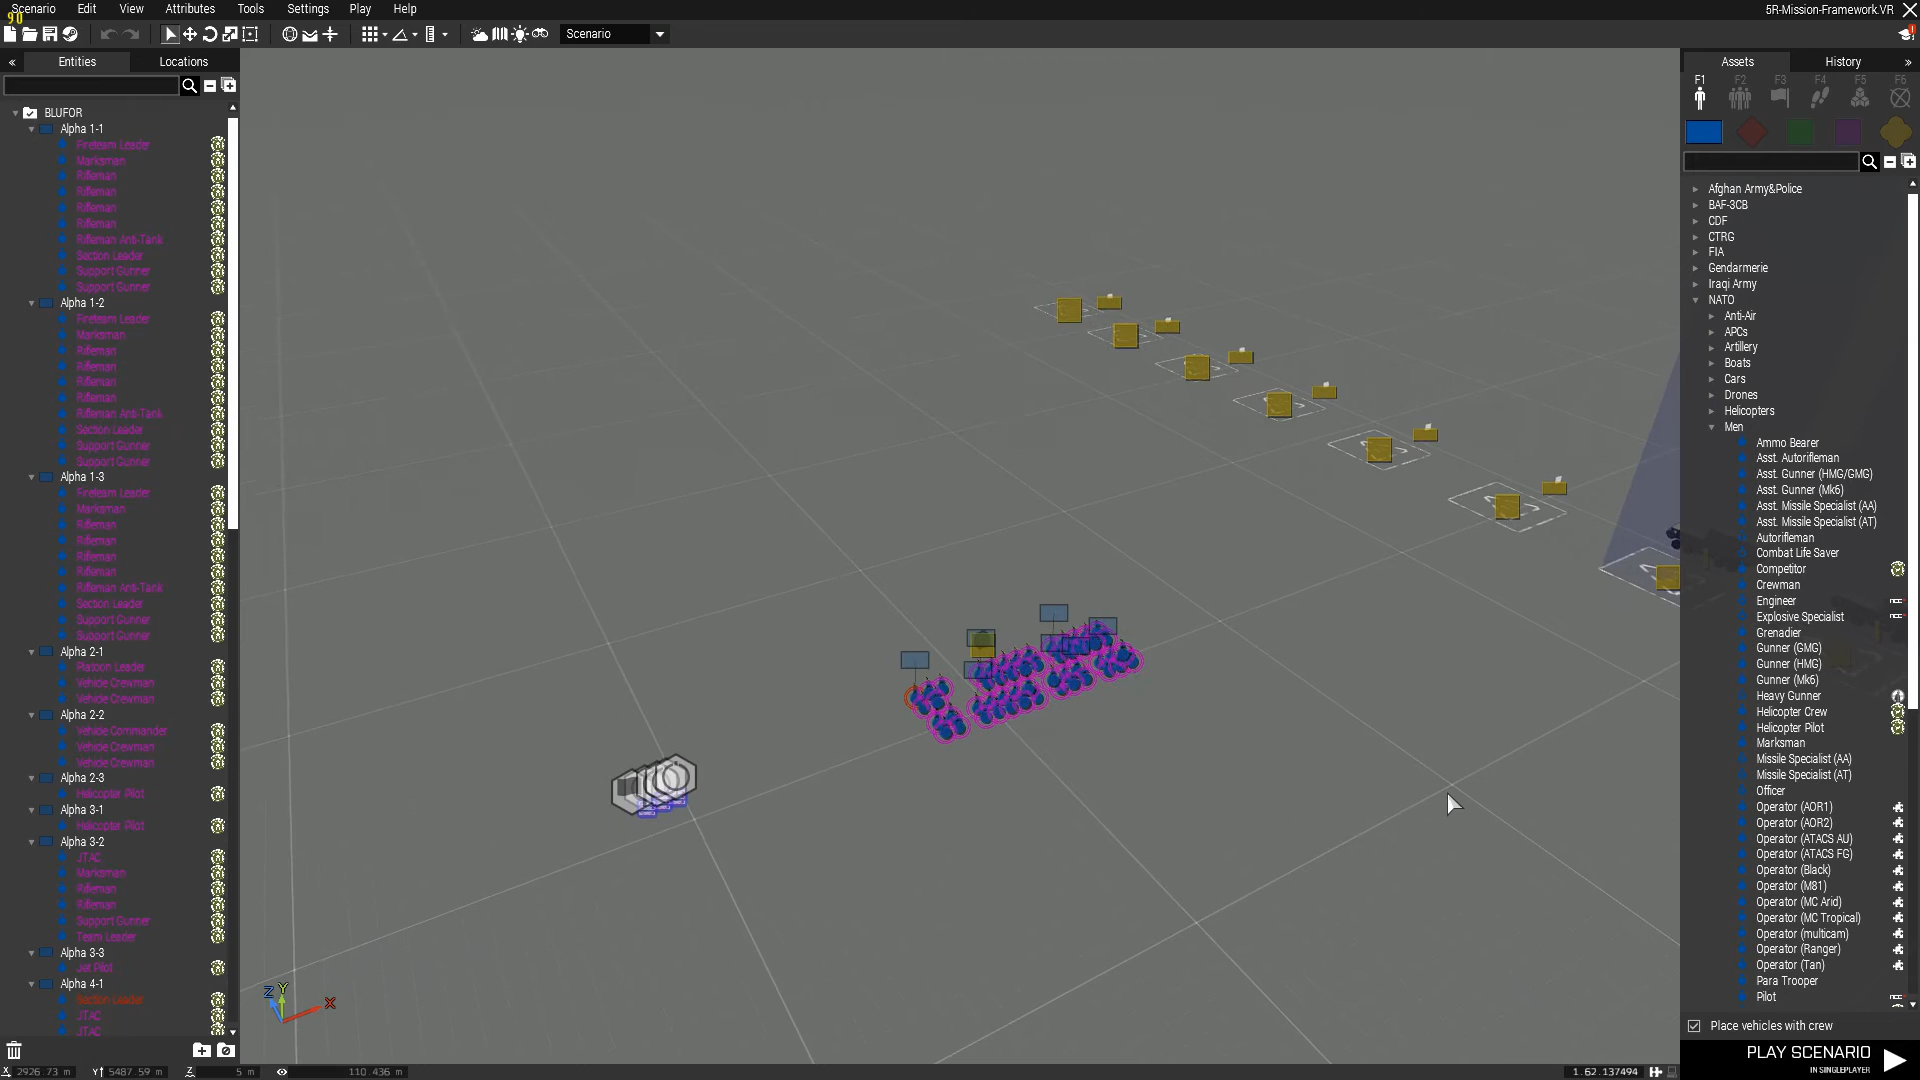 Scenario Edit View Attributes Tools Settings Play Help 5R-Mission-Framework.VR
90
Scenario
Entities Locations
BLUFOR
Alpha 1-1
Fireteam Leader
Marksman
Rifleman
Rifleman
Rifleman
Rifleman
Rifleman Anti-Tank
Section Leader
Support Gunner
Support Gunner
Alpha 1-2
Fireteam Leader
Marksman
Rifleman
Rifleman
Rifleman
Rifleman
Rifleman Anti-Tank
Section Leader
Support Gunner
Support Gunner
Alpha 1-3
Fireteam Leader
Marksman
Rifleman
Rifleman
Rifleman
Rifleman
Rifleman Anti-Tank
Section Leader
Support Gunner
Support Gunner
Alpha 2-1
Platoon Leader
Vehicle Crewman
Vehicle Crewman
Alpha 2-2
Vehicle Commander
Vehicle Crewman
Vehicle Crewman
Alpha 2-3
Helicopter Pilot
Alpha 3-1
Helicopter Pilot
Alpha 3-2
JTAC
Marksman
Rifleman
Rifleman
Support Gunner
Team Leader
Alpha 3-3
Jet Pilot
Alpha 4-1
Section Leader
JTAC
JTAC
Z Y X
Assets History
F1 F2 F3 F4 F5 F6
Afghan Army&Police
BAF-3CB
CDF
CTRG
FIA
Gendarmerie
Iraqi Army
NATO
Anti-Air
APCs
Artillery
Boats
Cars
Drones
Helicopters
Men
Ammo Bearer
Asst. Autorifleman
Asst. Gunner (HMG/GMG)
Asst. Gunner (Mk6)
Asst. Missile Specialist (AA)
Asst. Missile Specialist (AT)
Autorifleman
Combat Life Saver
Competitor
Crewman
Engineer
Explosive Specialist
Grenadier
Gunner (GMG)
Gunner (HMG)
Gunner (Mk6)
Heavy Gunner
Helicopter Crew
Helicopter Pilot
Marksman
Missile Specialist (AA)
Missile Specialist (AT)
Officer
Operator (AOR1)
Operator (AOR2)
Operator (ATACS AU)
Operator (ATACS FG)
Operator (Black)
Operator (M81)
Operator (MC Arid)
Operator (MC Tropical)
Operator (multicam)
Operator (Ranger)
Operator (Tan)
Para Trooper
Pilot
Place vehicles with crew
PLAY SCENARIO
IN SINGLEPLAYER
X 2926.73 m Y 5487.59 m Z 5 m 110.436 m 1.62.137494